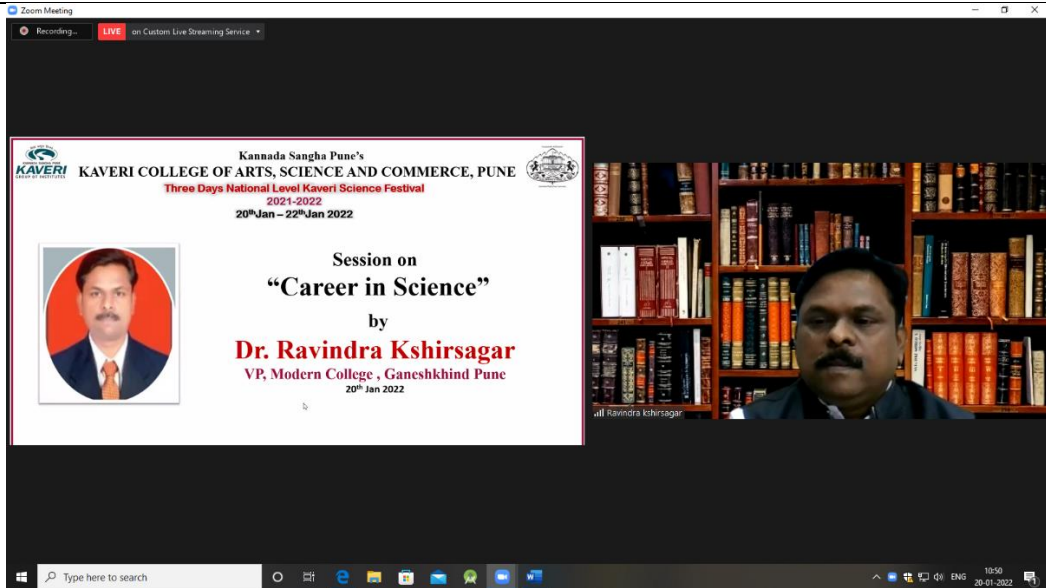 Zoom Meeting
Recording...
LIVE on Custom Live Streaming Service
Kannada Sangha Pune's
KAVERI
GROUP OF INSTITUTES
KAVERI COLLEGE OF ARTS, SCIENCE AND COMMERCE, PUNE
Three Days National Level Kaveri Science Festival
2021-2022
20thJan – 22thJan 2022
Session on
“Career in Science”
by
Dr. Ravindra Kshirsagar
VP, Modern College , Ganeshkhind Pune
20th Jan 2022
Ravindra kshirsagar
Type here to search
ENG
10:50
20-01-2022